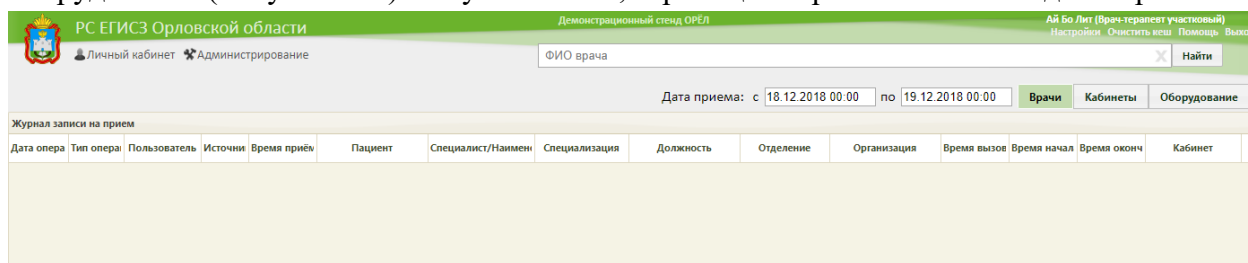 РС ЕГИСЗ Орловской области
Демонстрационный стенд ОРЁЛ
Ай Бо Лит (Врач-терапевт участковый)
Настройки Очистить кеш Помощь Выхо
Личный кабинет Администрирование
ФИО врача
X Найти
Дата приема: с 18.12.2018 00:00 по 19.12.2018 00:00 Врачи Кабинеты Оборудование
Журнал записи на прием
Дата опера Тип операц Пользователь Источни Время приём Пациент Специалист/Наимено Специализация Должность Отделение Организация Время вызов Время начал Время оконч Кабинет